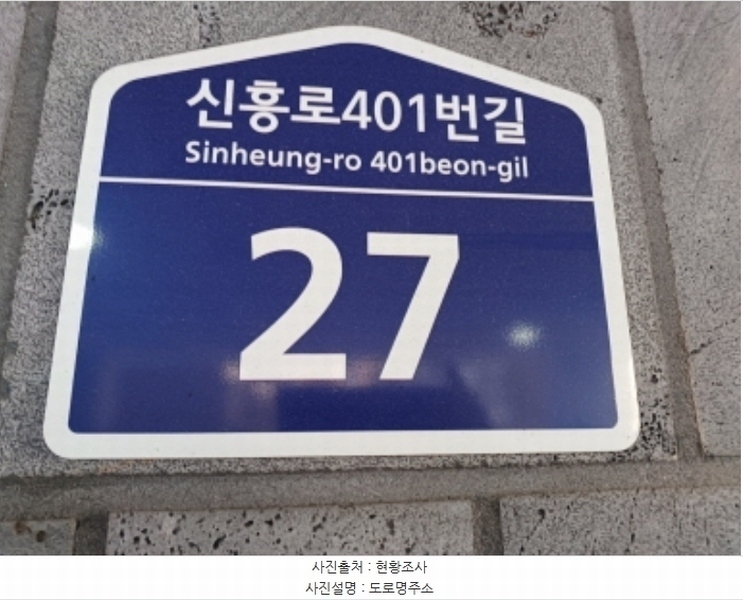 신흥로401번길
Sinheung-ro 401beon-gil
27
사진출처 : 현황조사
사진설명 : 도로명주소